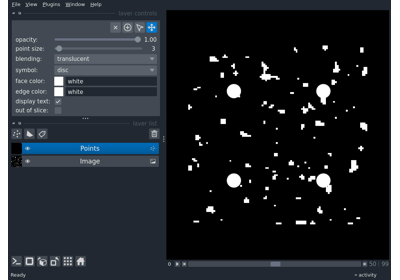 File View Plugins Window Help
layer controls
opacity: 1.00
point size: 3
blending: translucent
symbol: disc
face color: white
edge color: white
display text: ✓
out of slice:
layer list
Points
Image
Ready
50 | 99
activity